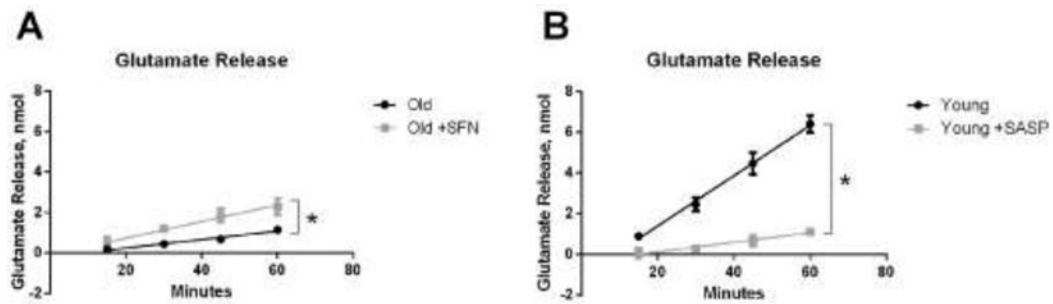 A
Glutamate Release
Glutamate Release, nmol
8
6
4
2
0
-2
20
40
60
80
Minutes
Old
Old +SFN
*
B
Glutamate Release
Glutamate Release, nmol
8
6
4
2
0
-2
20
40
60
80
Minutes
Young
Young +SASP
*